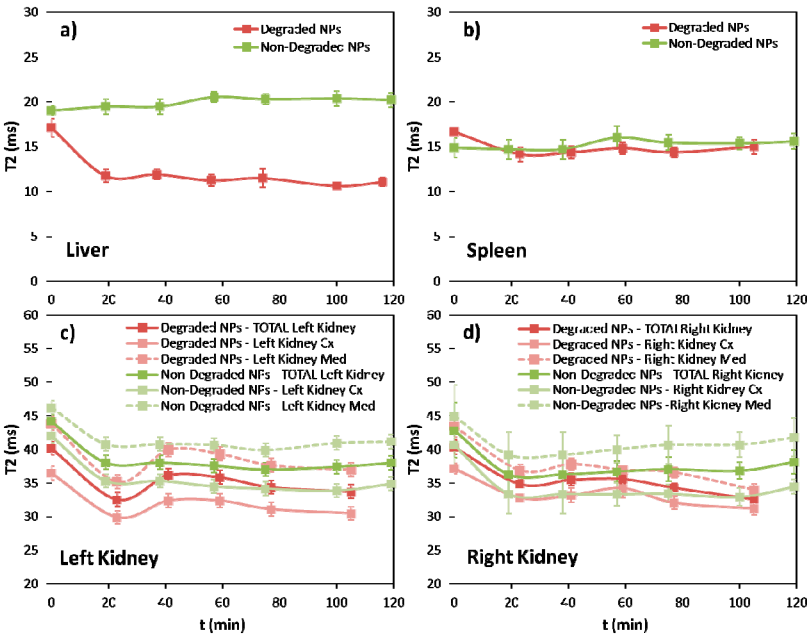 a)
Degraded NPs
Non-Degraded NPs
T2 (ms)
30
25
20
15
10
5
0
Liver
0 20 40 60 80 100 120
b)
Degraded NPs
Non-Degraded NPs
T2 (ms)
30
25
20
15
10
5
0
Spleen
0 20 40 60 80 100 120
c)
Degraded NPs - TOTAL Left Kidney
Degraded NPs - Left Kidney Cx
Degraded NPs - Left Kidney Med
Non Degraded NPs - TOTAL Left Kidney
Non-Degraded NPs - Left Kidney Cx
Non Degraded NPs - Left Kidney Med
T2 (ms)
60
55
50
45
40
35
30
25
20
Left Kidney
0 20 40 60 80 100 120
t (min)
d)
Degraded NPs - TOTAL Right Kidney
Degraded NPs - Right Kidney Cx
Degraded NPs - Right Kidney Med
Non Degraded NPs - TOTAL Right Kidney
Non-Degraded NPs - Right Kidney Cx
Non-Degraded NPs -Right Kidney Med
T2 (ms)
60
55
50
45
40
35
30
25
20
Right Kidney
0 20 40 60 80 100 120
t (min)